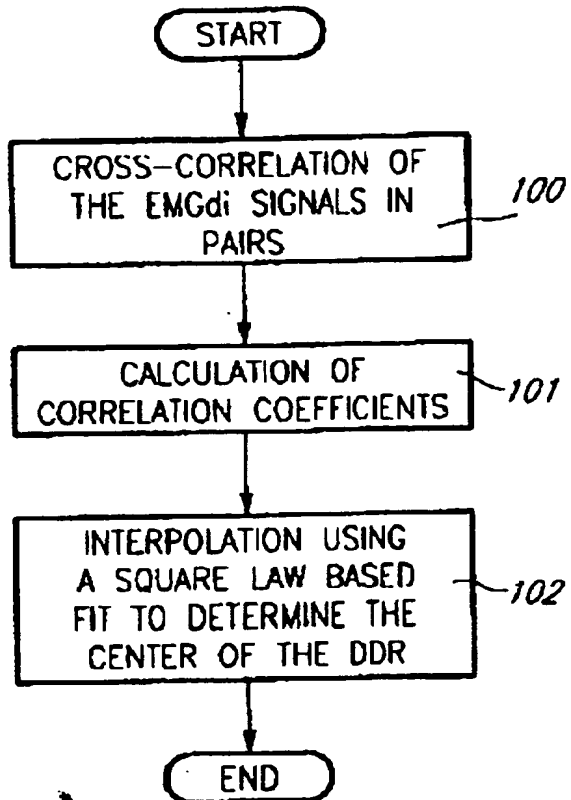 START
CROSS-CORRELATION OF
THE EMGdi SIGNALS IN
PAIRS
100
CALCULATION OF
CORRELATION COEFFICIENTS
101
INTERPOLATION USING
A SQUARE LAW BASED
FIT TO DETERMINE THE
CENTER OF THE DDR
102
END